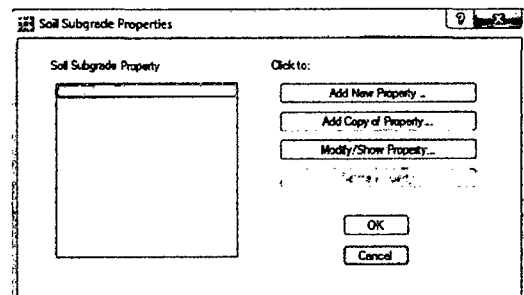 Soil Subgrade Properties
?
Soil Subgrade Property
Click to:
Add New Property ..
Add Copy of Property...
Modify/Show Property...
OK
Cancel